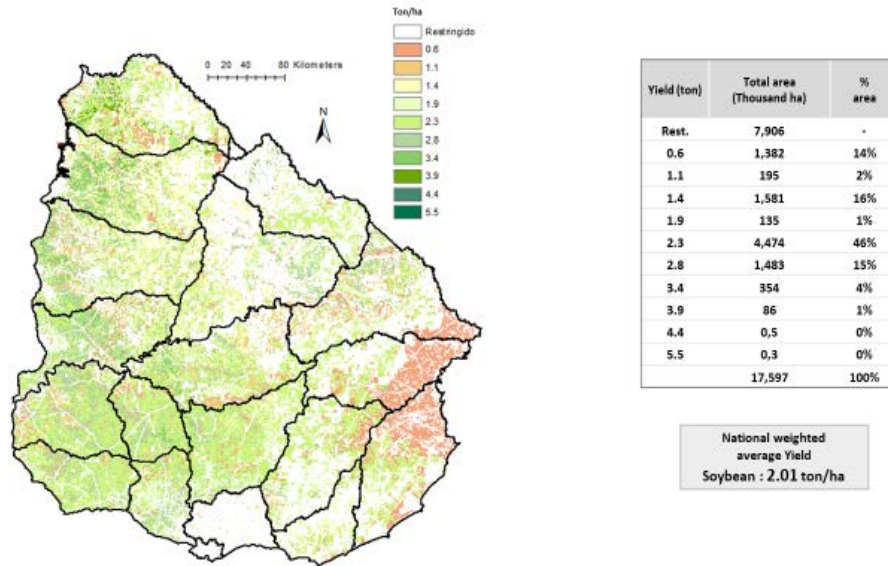 Ton/ha
Restringido
0.6
1.1
1.4
1.9
2.3
2.8
3.4
3.9
4.4
5.5
0 20 40 80 Kilometers
N
Yield (ton) Total area (Thousand ha) % area
Rest. 7,906 -
0.6 1,382 14%
1.1 195 2%
1.4 1,581 16%
1.9 135 1%
2.3 4,474 46%
2.8 1,483 15%
3.4 354 4%
3.9 86 1%
4.4 0,5 0%
5.5 0,3 0%
17,597 100%
National weighted
average Yield
Soybean : 2.01 ton/ha